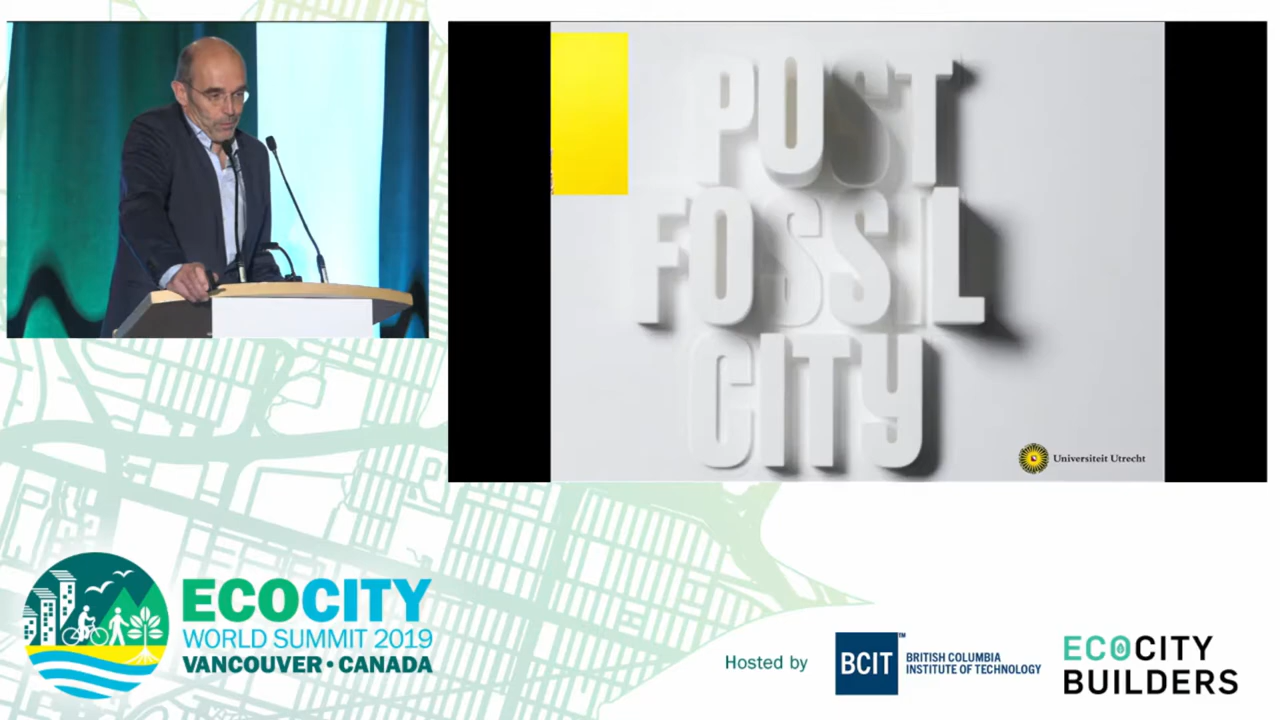 POST
FOSSIL
CITY
Universiteit Utrecht
ECOCITY
WORLD SUMMIT 2019
VANCOUVER • CANADA
Hosted by
BCIT™
BRITISH COLUMBIA
INSTITUTE OF TECHNOLOGY
ECOCITY
BUILDERS